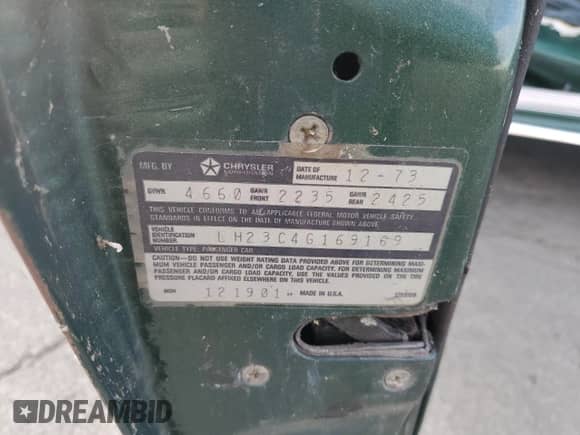 MFG. BY CHRYSLER CORPORATION DATE OF MANUFACTURE 12-73
GVWR 4660 GAWR FRONT 2235 GAWR REAR 2425
THIS VEHICLE CONFORMS TO ALL APPLICABLE FEDERAL MOTOR VEHICLE SAFETY
STANDARDS IN EFFECT ON THE DATE OF MANUFACTURE SHOWN ABOVE.
VEHICLE IDENTIFICATION NUMBER LH23C4G169169
TYPE VEHICLE: PASSENGER CAR
CAUTION—DO NOT USE WEIGHT RATING DATA PROVIDED ABOVE FOR DETERMINING MAXI-
MUM VEHICLE PASSENGER AND/OR CARGO LOAD CAPACITY. FOR DETERMINING MAXIMUM
PASSENGER AND/OR CARGO LOAD CAPACITY, USE THE VALUES PROVIDED ON THE TIRE
PRESSURE PLACARD AFFIXED ELSEWHERE ON THIS VEHICLE.
MDH 121901 MADE IN U.S.A.
DREAMBID